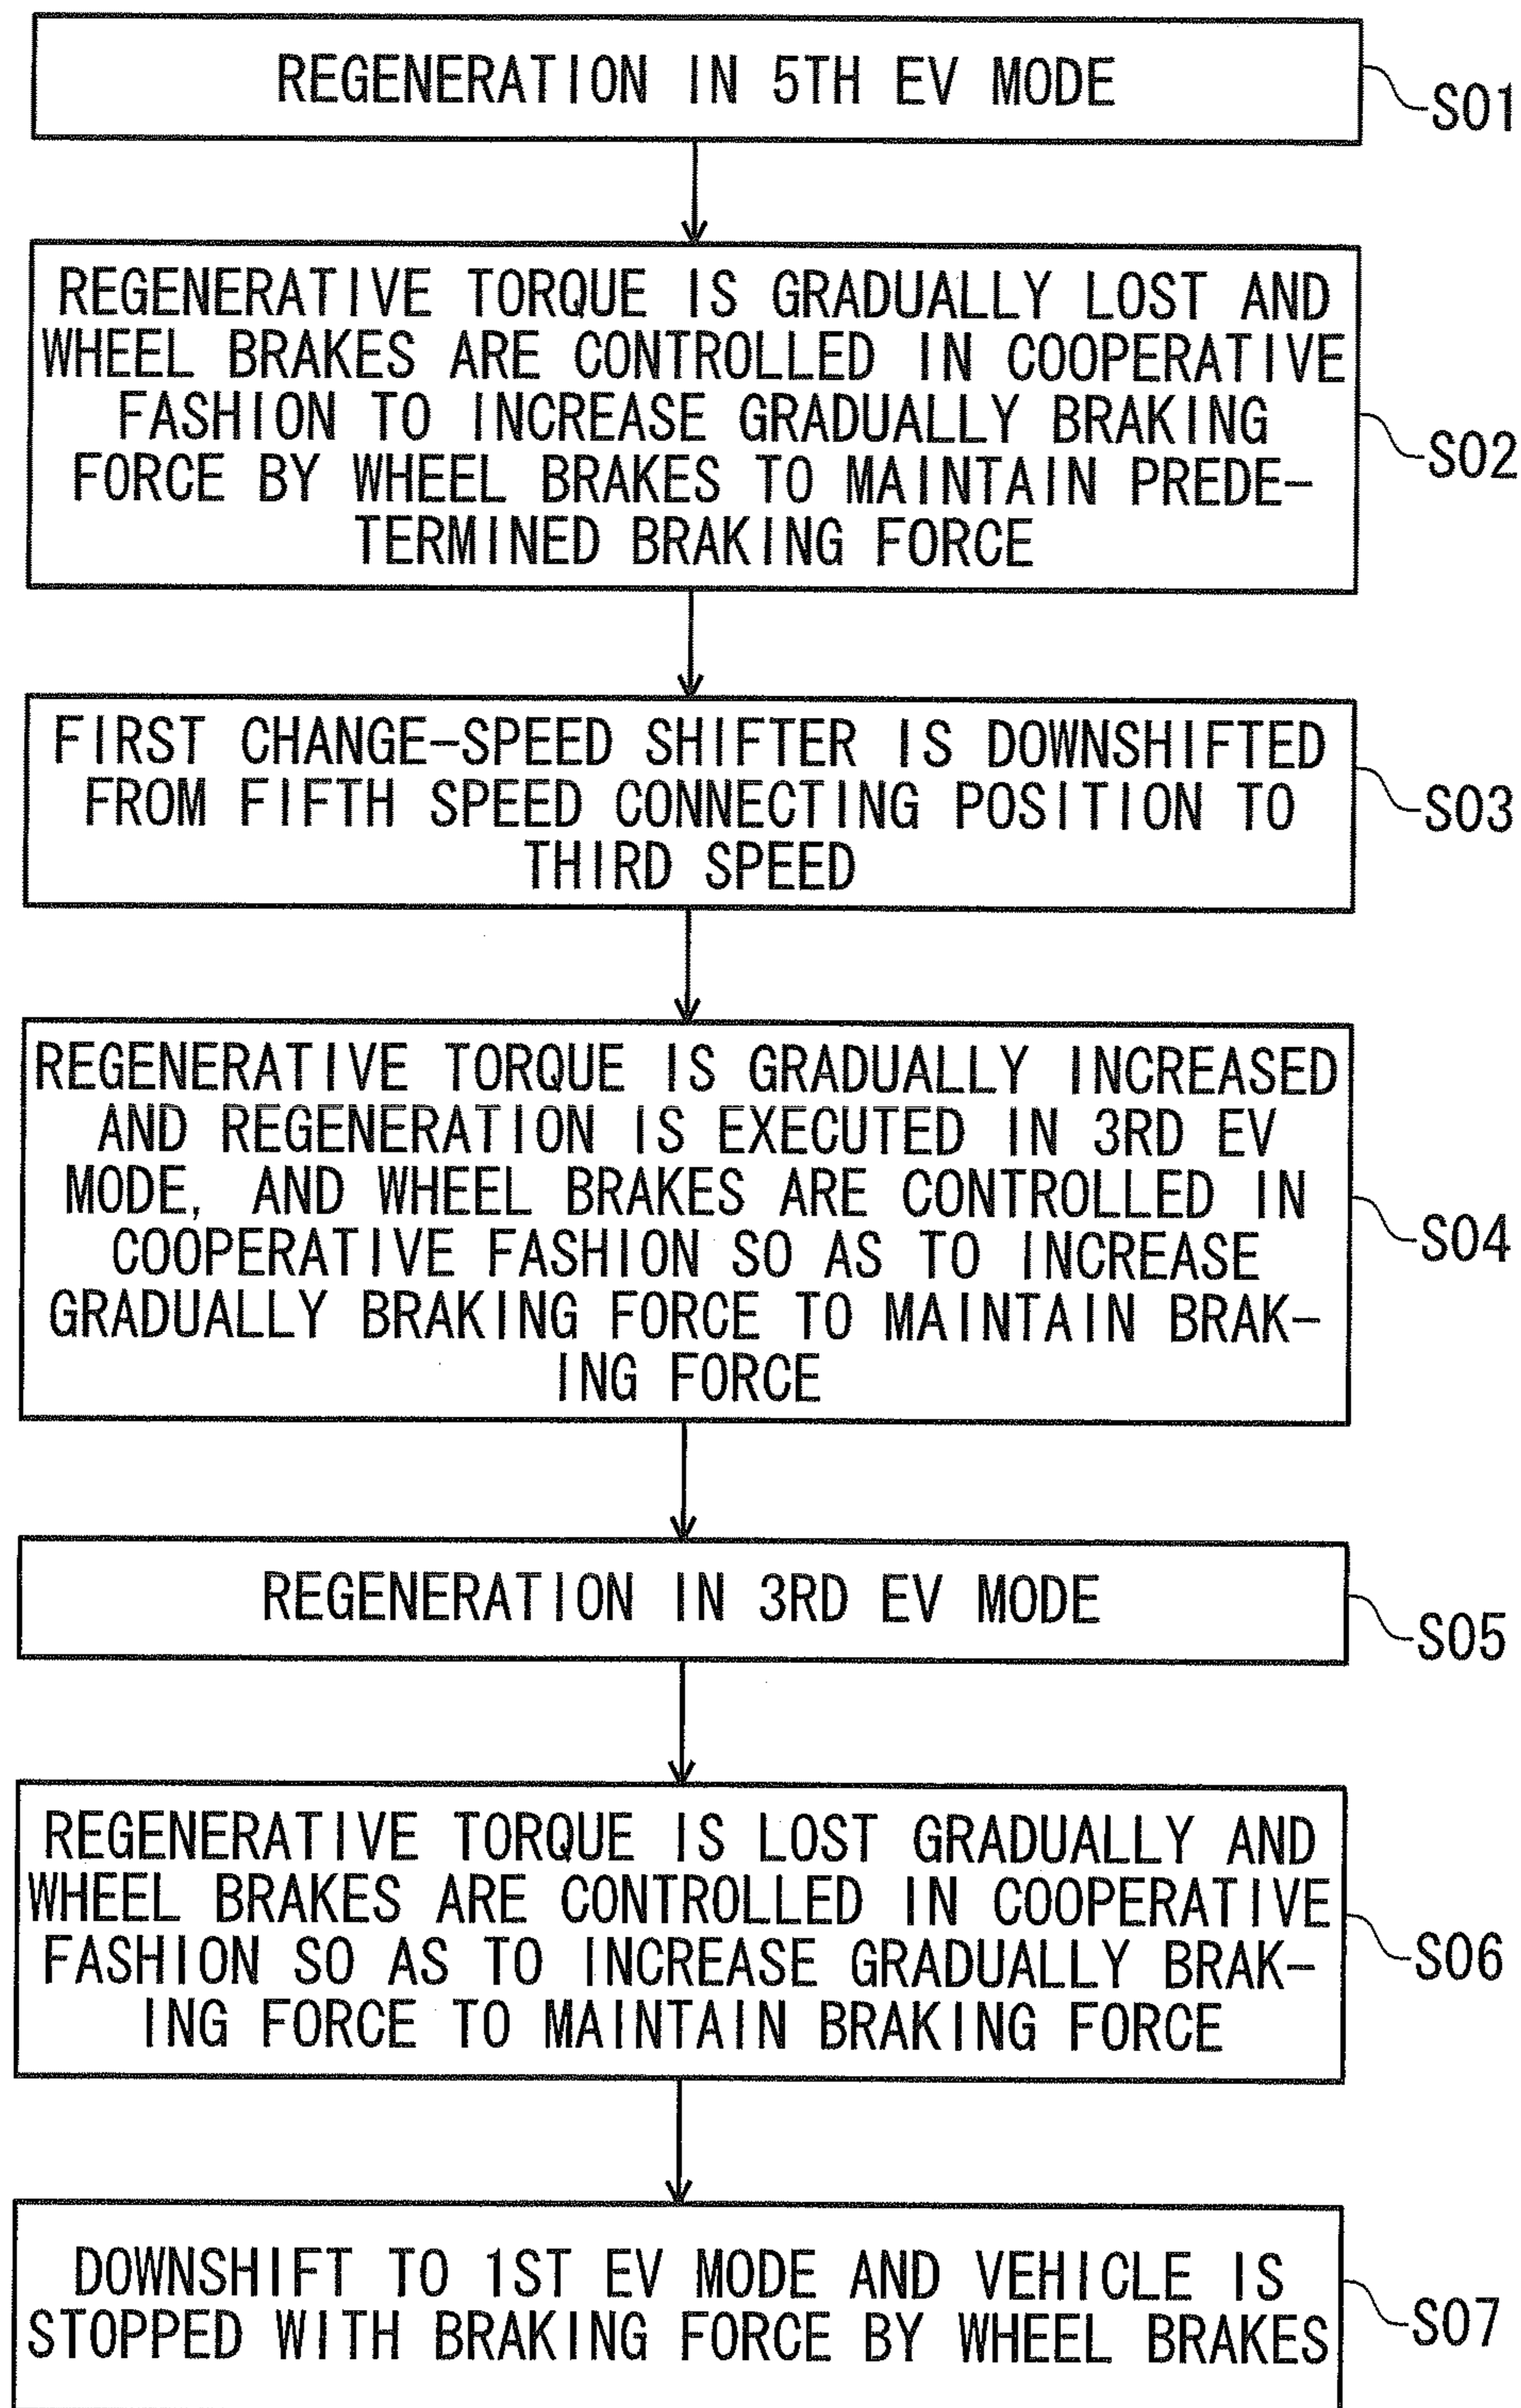 REGENERATION IN 5TH EV MODE
S01
REGENERATIVE TORQUE IS GRADUALLY LOST AND
WHEEL BRAKES ARE CONTROLLED IN COOPERATIVE
FASHION TO INCREASE GRADUALLY BRAKING
FORCE BY WHEEL BRAKES TO MAINTAIN PREDE-
TERMINED BRAKING FORCE
S02
FIRST CHANGE-SPEED SHIFTER IS DOWNSHIFTED
FROM FIFTH SPEED CONNECTING POSITION TO
THIRD SPEED
S03
REGENERATIVE TORQUE IS GRADUALLY INCREASED
AND REGENERATION IS EXECUTED IN 3RD EV
MODE, AND WHEEL BRAKES ARE CONTROLLED IN
COOPERATIVE FASHION SO AS TO INCREASE
GRADUALLY BRAKING FORCE TO MAINTAIN BRAK-
ING FORCE
S04
REGENERATION IN 3RD EV MODE
S05
REGENERATIVE TORQUE IS LOST GRADUALLY AND
WHEEL BRAKES ARE CONTROLLED IN COOPERATIVE
FASHION SO AS TO INCREASE GRADUALLY BRAK-
ING FORCE TO MAINTAIN BRAKING FORCE
S06
DOWNSHIFT TO 1ST EV MODE AND VEHICLE IS
STOPPED WITH BRAKING FORCE BY WHEEL BRAKES
S07